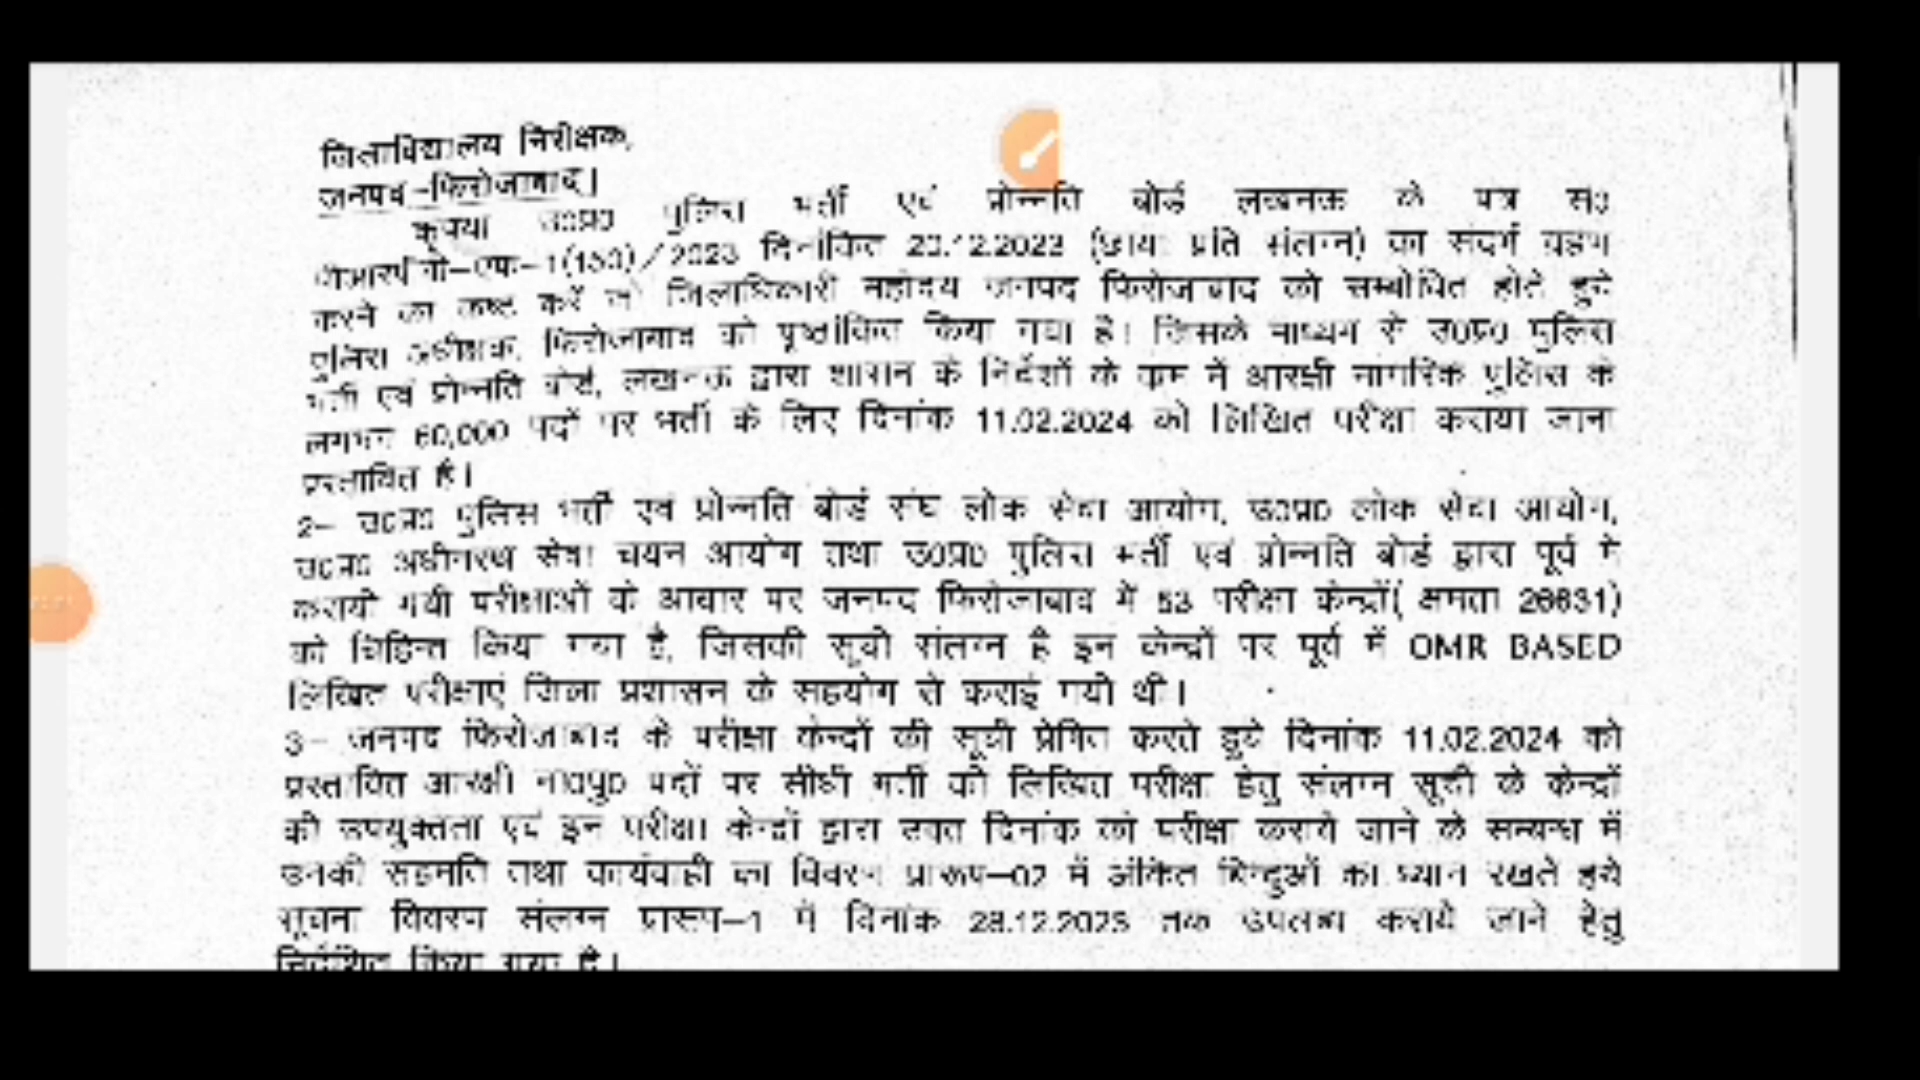 जिलाविद्यालय निरीक्षक,
जनपद–फिरोजाबाद।
कृपया उ0प्र0 पुलिस भर्ती एवं प्रोन्नति बोर्ड लखनऊ के पत्र सं0
–एफ–1(150)/2023 दिनांकित 20.12.2023 (छाया प्रति संलग्न) का संदर्भ ग्रहण
करने का कष्ट करें जो जिलाधिकारी महोदय जनपद फिरोजाबाद को सम्बोधित होते हुये
पुलिस अधीक्षक, फिरोजाबाद को पृष्ठांकित किया गया है। जिसके माध्यम से उ0प्र0 पुलिस
भर्ती एवं प्रोन्नति बोर्ड, लखनऊ द्वारा शासन के निर्देशों के क्रम में आरक्षी नागरिक पुलिस के
लगभग 60,000 पदों पर भर्ती के लिए दिनांक 11.02.2024 को लिखित परीक्षा कराया जाना
प्रस्तावित है।
2– उ0प्र0 पुलिस भर्ती एवं प्रोन्नति बोर्ड संघ लोक सेवा आयोग, उ0प्र0 लोक सेवा आयोग,
उ0प्र0 अधीनस्थ सेवा चयन आयोग तथा उ0प्र0 पुलिस भर्ती एवं प्रोन्नति बोर्ड द्वारा पूर्व में
करायी गयी परीक्षाओं के आधार पर जनपद फिरोजाबाद में 53 परीक्षा केन्द्रों( क्षमता
को चिहिन्त किया गया है, जिसकी सूची संलग्न है इन केन्द्रों पर पूर्व में OMR BASED
लिखित परीक्षाएं जिला प्रशासन के सहयोग से कराई गयी थी।
3– जनपद फिरोजाबाद के परीक्षा केन्दों की सूची प्रेषित करते हुये दिनांक 11.02.2024 को
प्रस्तावित आरक्षी ना0पु0 पदों पर सीधी भर्ती की लिखित परीक्षा हेतु संलग्न सूची के केन्द्रों
की उपयुक्तता एवं इन परीक्षा केन्दों द्वारा उक्त दिनांक को परीक्षा कराये जाने के सम्बन्ध में
उनकी सहमति तथा कार्यवाही का विवरण प्रारूप–02 में अंकित बिन्दुओं का ध्यान रखते हुये
सूचना विवरण संलग्न प्रारूप–1 में दिनांक 28.12.2023 तक उपलब्ध कराये जाने हेतु
निर्देशित किया गया है।